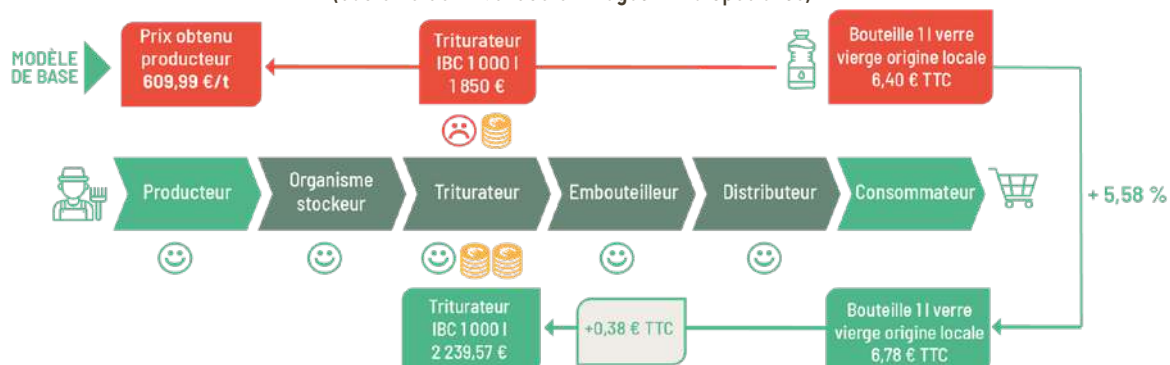 MODÈLE
DE BASE
Prix obtenu
producteur
609,99 €/t
Triturateur
IBC 1 000 l
1 850 €
Bouteille 1 l verre
vierge origine locale
6,40 € TTC
Producteur
Organisme
stockeur
Triturateur
Embouteilleur
Distributeur
Consommateur
+ 5,58 %
Triturateur
IBC 1 000 l
2 239,57 €
+0,38 € TTC
Bouteille 1 l verre
vierge origine locale
6,78 € TTC